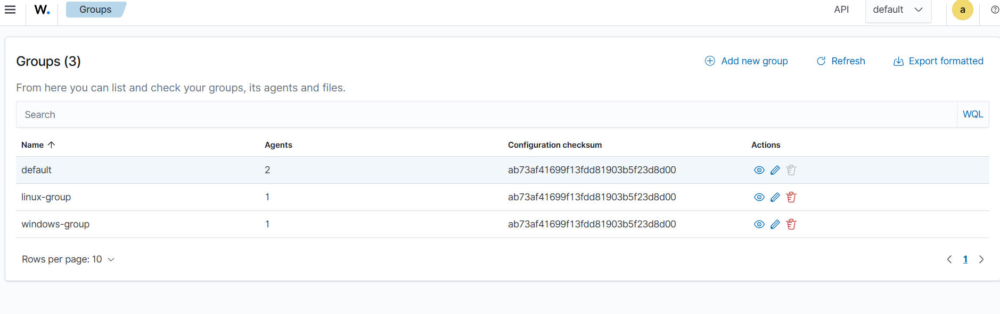 W. Groups API default a
Groups (3) Add new group Refresh Export formatted
From here you can list and check your groups, its agents and files.
Search WQL
Name Agents Configuration checksum Actions
default 2 ab73af41699f13fdd81903b5f23d8d00
linux-group 1 ab73af41699f13fdd81903b5f23d8d00
windows-group 1 ab73af41699f13fdd81903b5f23d8d00
Rows per page: 10 1